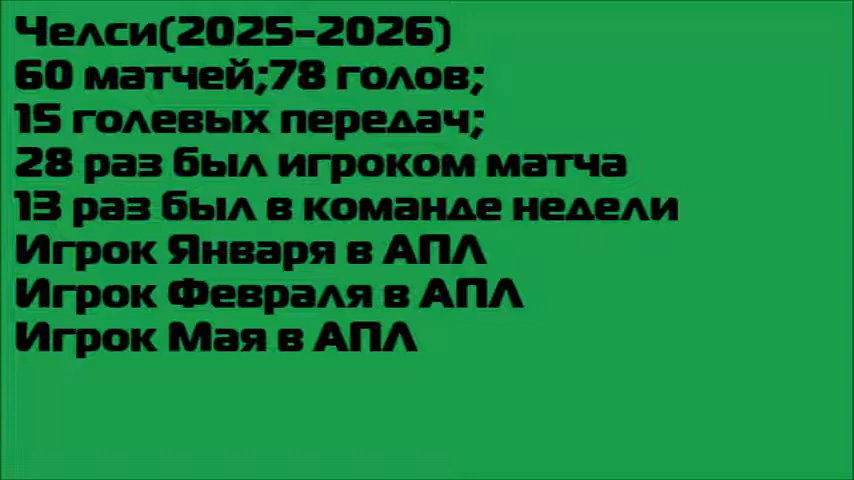 Челси(2025-2026)
60 матчей;78 голов;
15 голевых передач;
28 раз был игроком матча
13 раз был в команде недели
Игрок Января в АПЛ
Игрок Февраля в АПЛ
Игрок Мая в АПЛ